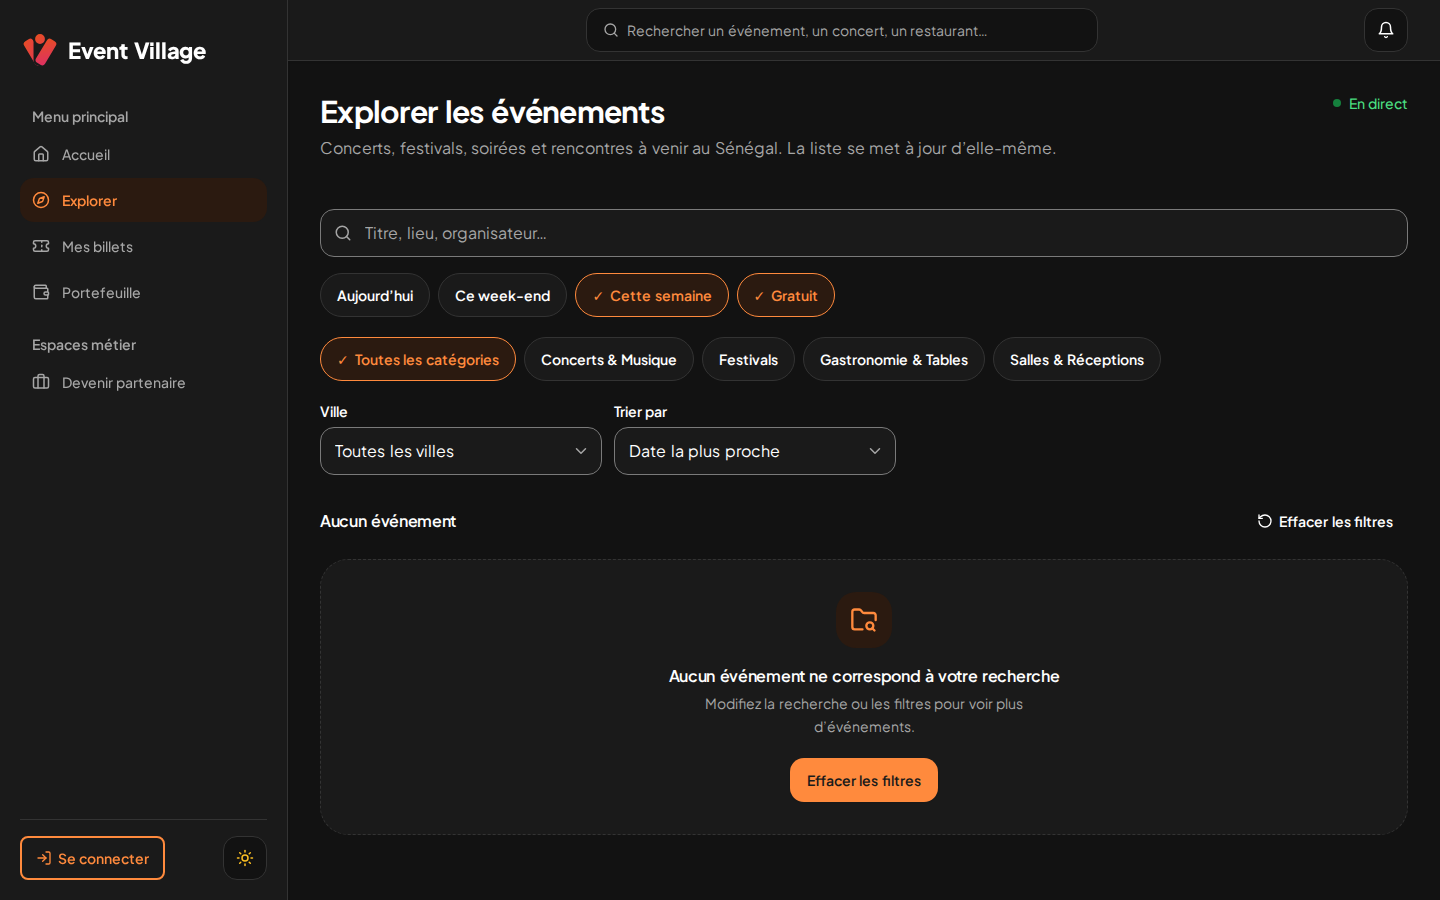 Event Village
Rechercher un événement, un concert, un restaurant...
Menu principal
Accueil
Explorer
Mes billets
Portefeuille
Espaces métier
Devenir partenaire
Se connecter
Explorer les événements
En direct
Concerts, festivals, soirées et rencontres à venir au Sénégal. La liste se met à jour d’elle-même.
Titre, lieu, organisateur...
Aujourd’hui
Ce week-end
✓ Cette semaine
✓ Gratuit
✓ Toutes les catégories
Concerts & Musique
Festivals
Gastronomie & Tables
Salles & Réceptions
Ville
Trier par
Toutes les villes
Date la plus proche
Aucun événement
Effacer les filtres
Aucun événement ne correspond à votre recherche
Modifiez la recherche ou les filtres pour voir plus
d’événements.
Effacer les filtres